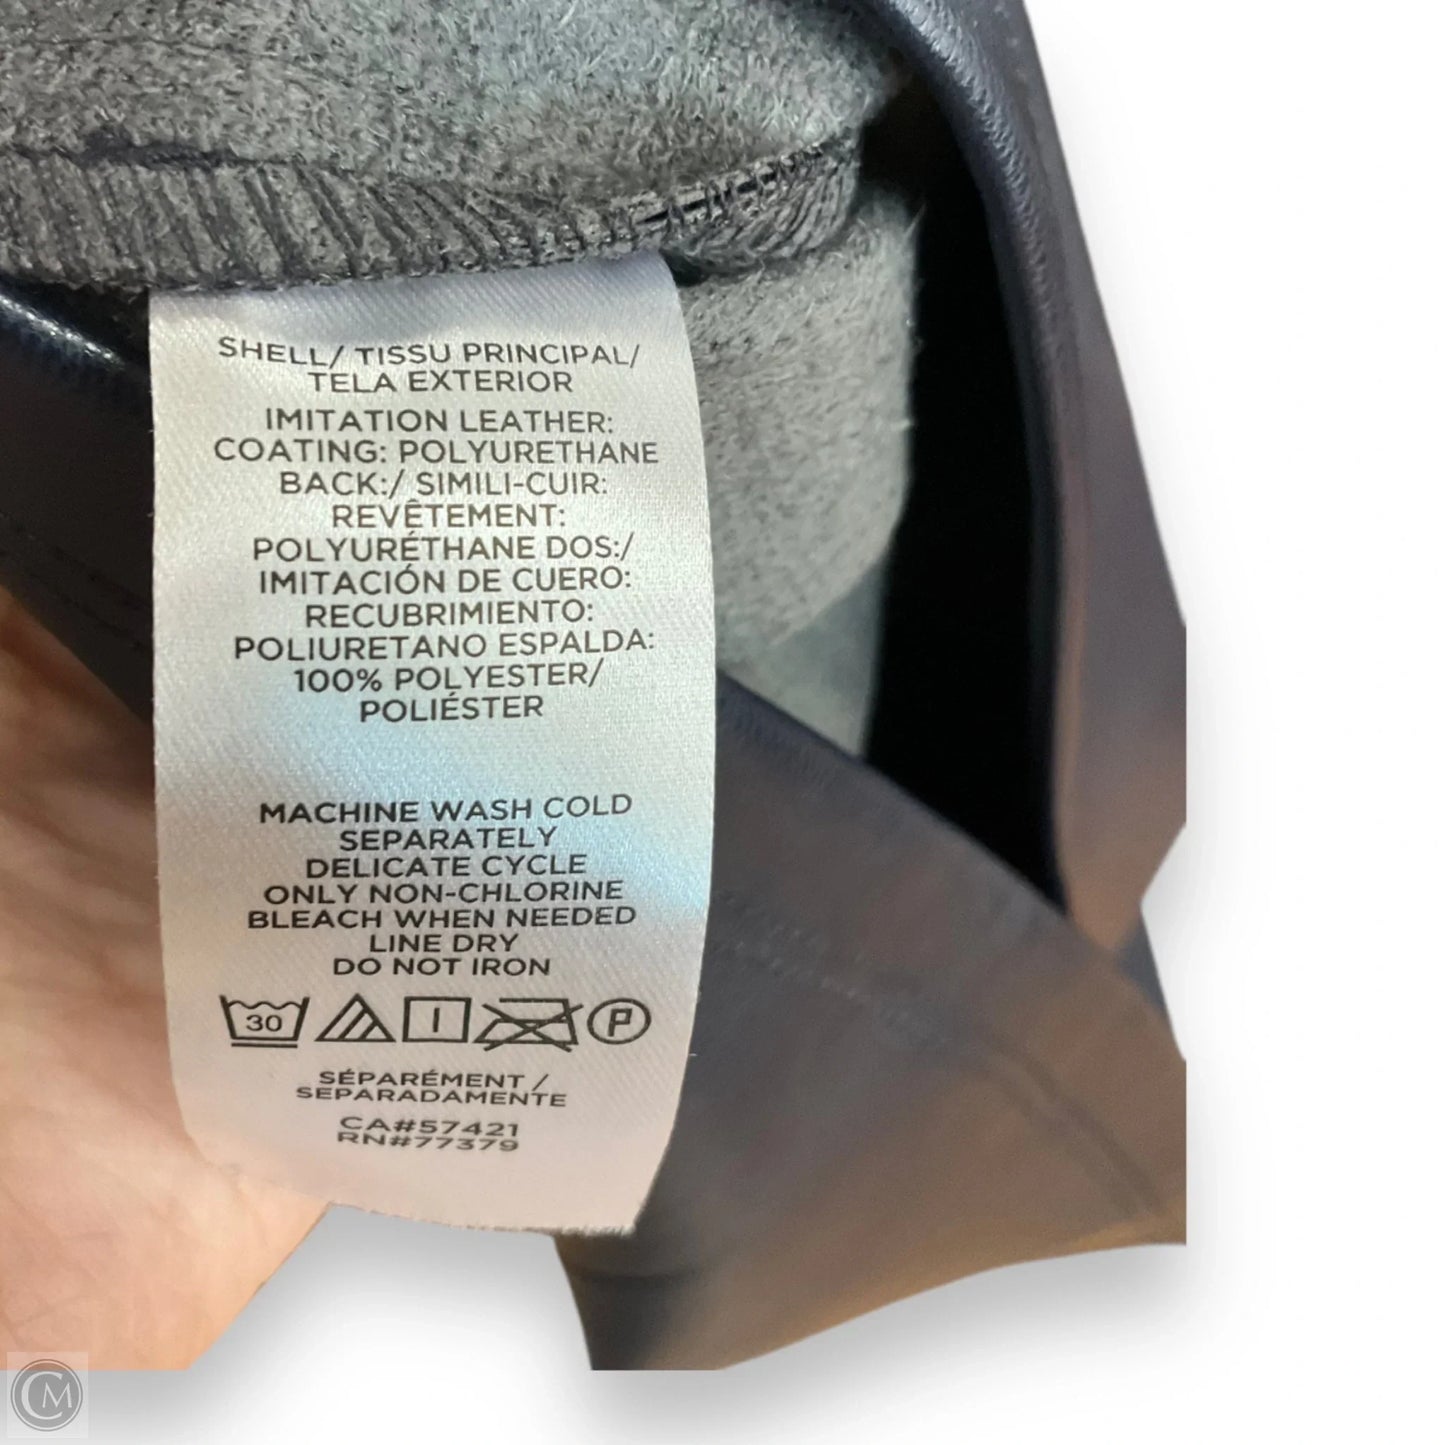 SHELL/ TISSU PRINCIPAL/
TELA EXTERIOR
IMITATION LEATHER:
COATING: POLYURETHANE
BACK:/ SIMILI-CUIR:
REVÊTEMENT:
POLYURÉTHANE DOS:/
IMITACIÓN DE CUERO:
RECUBRIMIENTO:
POLIURETANO ESPALDA:
100% POLYESTER/
POLIÉSTER
MACHINE WASH COLD
SEPARATELY
DELICATE CYCLE
ONLY NON-CHLORINE
BLEACH WHEN NEEDED
LINE DRY
DO NOT IRON
30 P
SÉPARÉMENT /
SEPARADAMENTE
CA#57421
RN#77379
CM